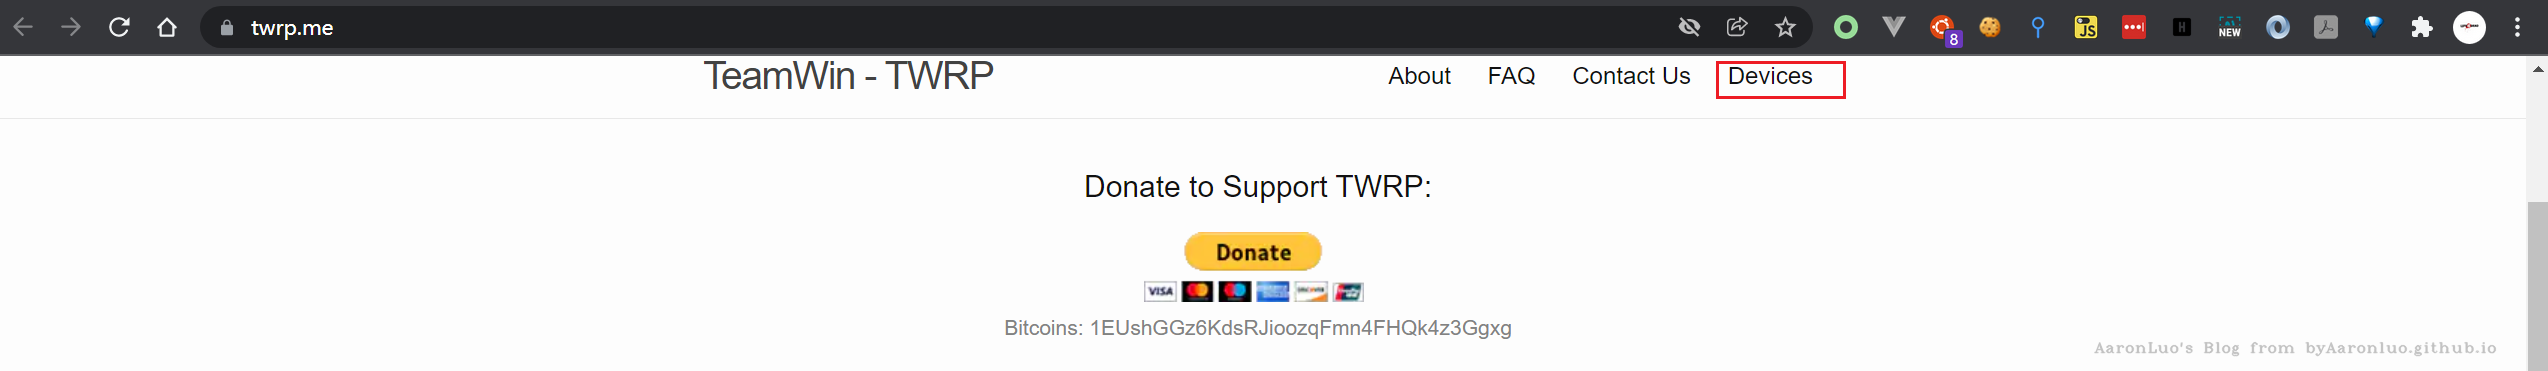 twrp.me
8
JS
H
NEW
TeamWin - TWRP
About FAQ Contact Us Devices
Donate to Support TWRP:
Donate
VISA
Bitcoins: 1EUshGGz6KdsRJioozqFmn4FHQk4z3Ggxg
AaronLuo's Blog from byAaronluo.github.io